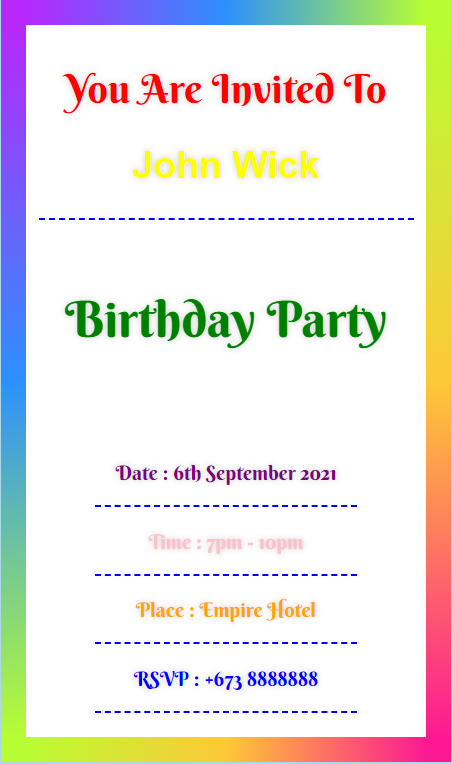 You Are Invited To
John Wick
Birthday Party
Date : 6th September 2021
Time : 7pm - 10pm
Place : Empire Hotel
RSVP : +673 8888888